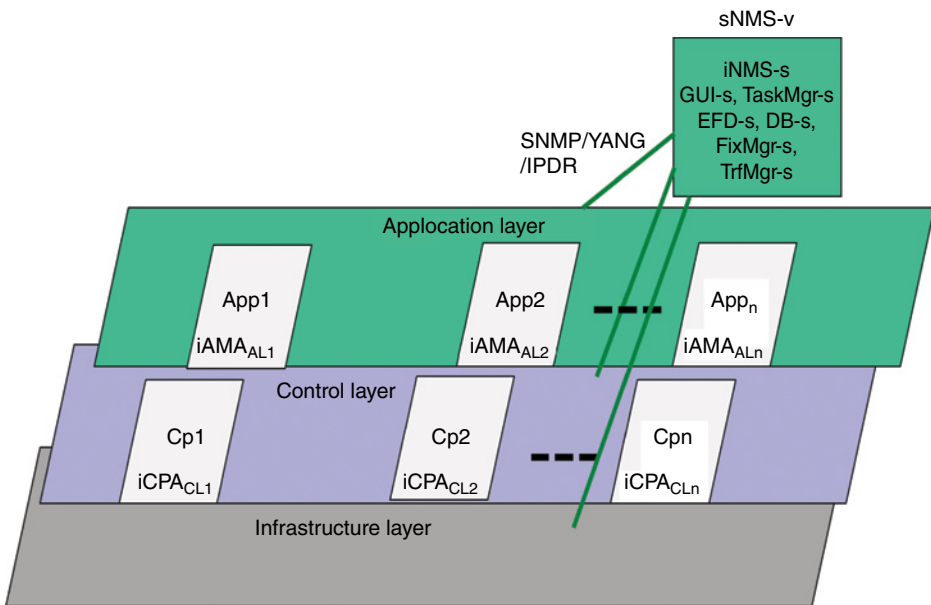 sNMS-v
iNMS-s
GUI-s, TaskMgr-s
EFD-s, DB-s,
FixMgr-s,
TrfMgr-s
SNMP/YANG
/IPDR
Applocation layer
App1
App2
Appn
iAMAAL1
iAMAAL2
iAMAALn
Control layer
Cp1
Cp2
Cpn
iCPACL1
iCPACL2
iCPACLn
Infrastructure layer